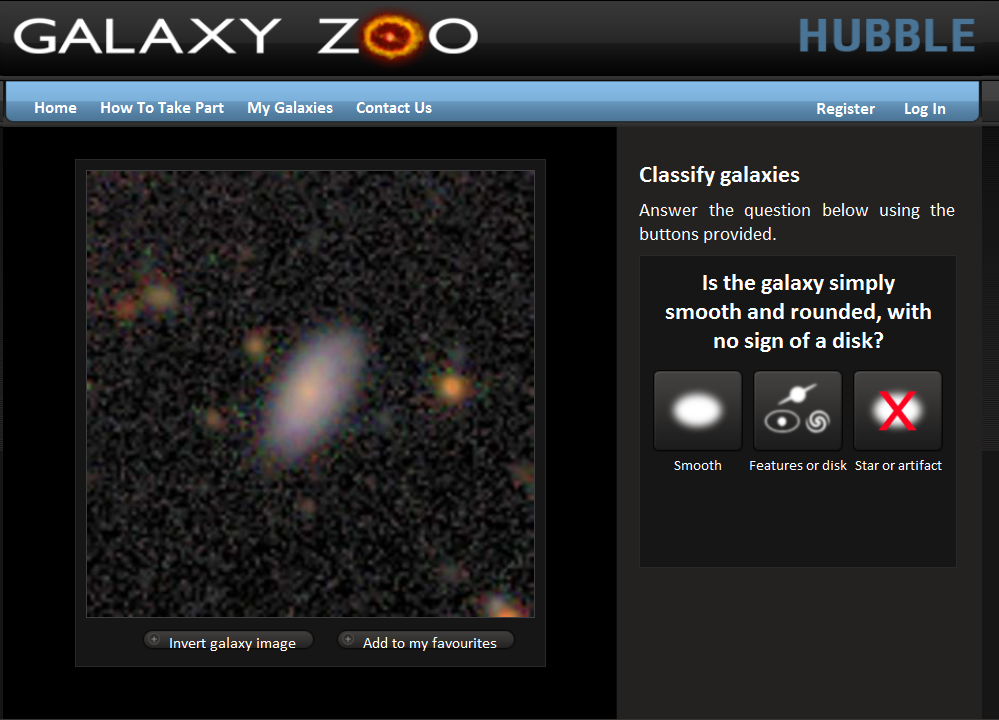 GALAXY ZOO
HUBBLE
Home How To Take Part My Galaxies Contact Us
Register Log In
Classify galaxies
Answer the question below using the
buttons provided.
Is the galaxy simply
smooth and rounded, with
no sign of a disk?
Smooth Features or disk Star or artifact
Invert galaxy image Add to my favourites